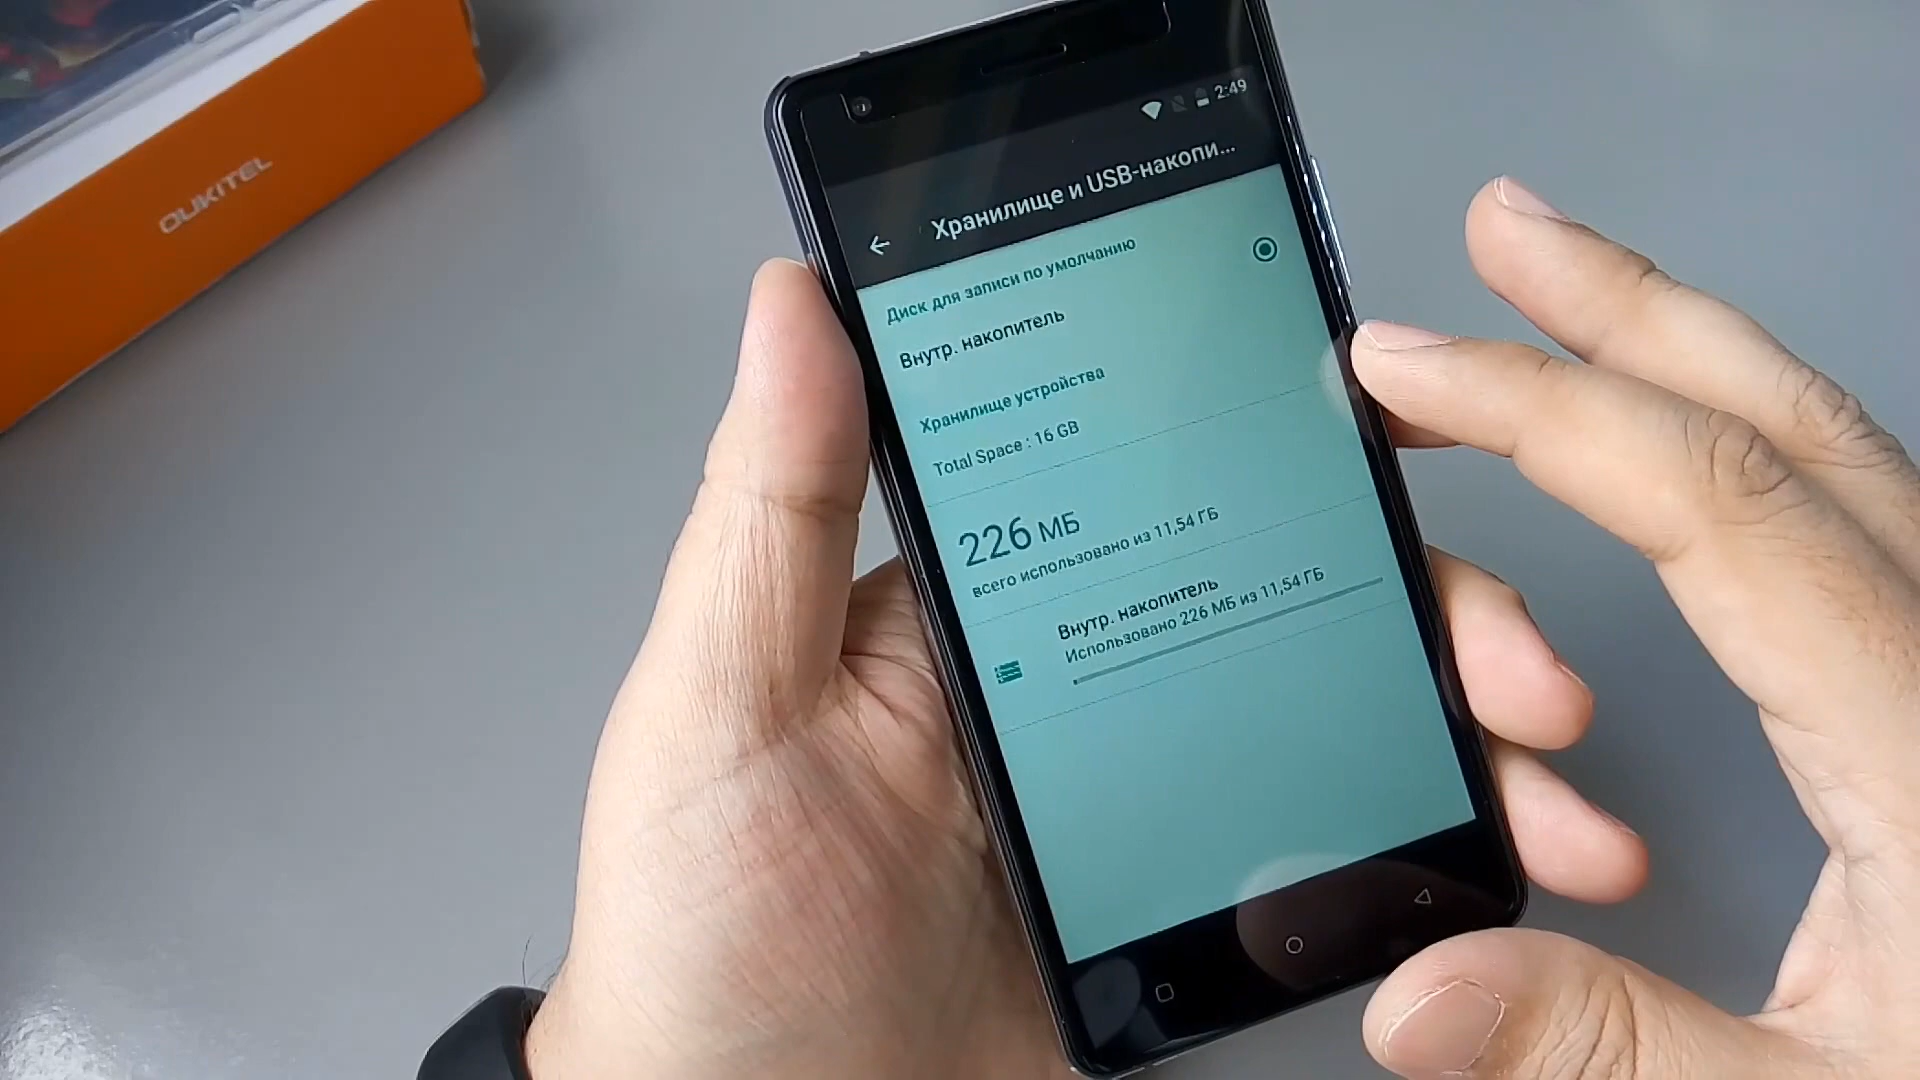 OUKITEL
2:49
Хранилище и USB-накопи...
Диск для записи по умолчанию
Внутр. накопитель
Хранилище устройства
Total Space : 16 GB
226 МБ
всего использовано из 11,54 ГБ
Внутр. накопитель
Использовано 226 МБ из 11,54 ГБ